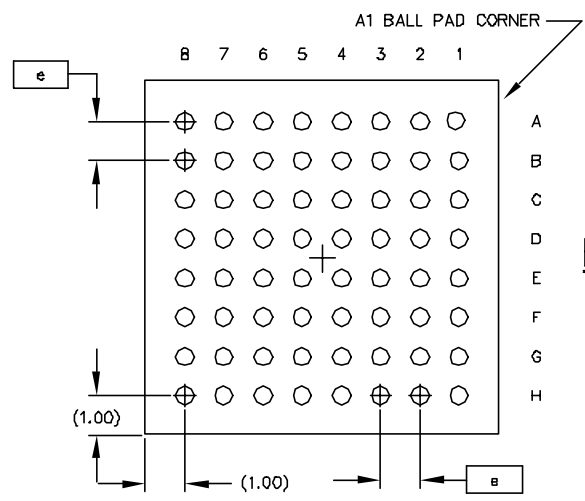 A1 BALL PAD CORNER
8 7 6 5 4 3 2 1
e
A
B
C
D
E
F
G
H
(1.00)
(1.00)
e